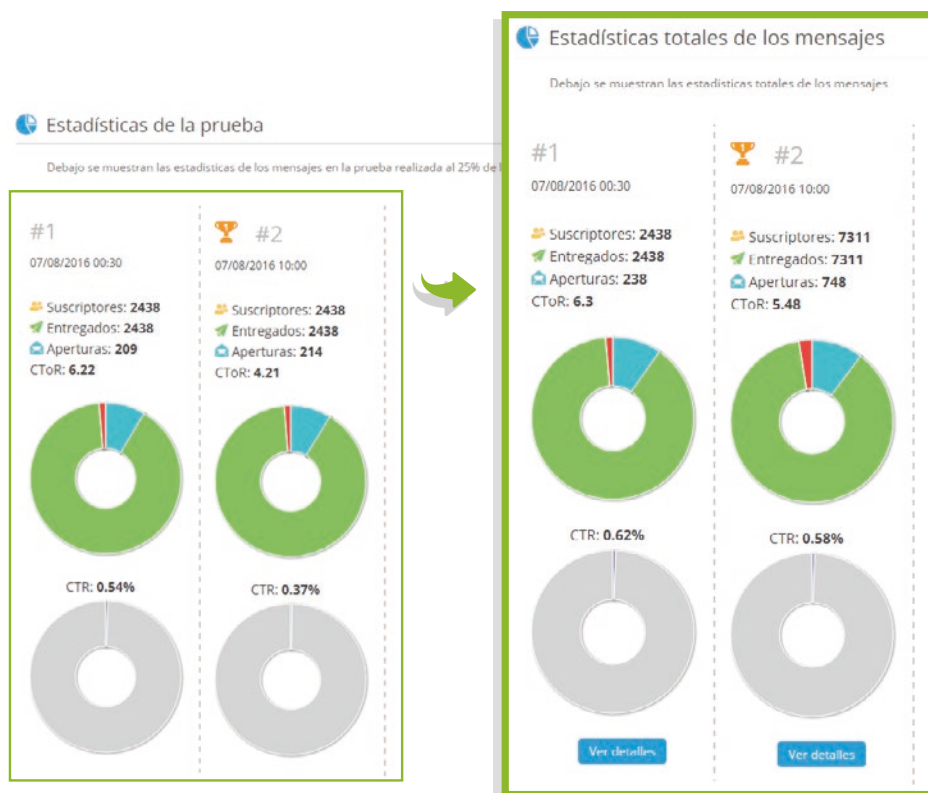 Estadísticas de la prueba
Debajo se muestran las estadísticas de los mensajes en la prueba realizada al 25% de
#1
07/08/2016 00:30
Suscriptores: 2438
Entregados: 2438
Aperturas: 209
CToR: 6.22
CTR: 0.54%
1 #2
07/08/2016 10:00
Suscriptores: 2438
Entregados: 2438
Aperturas: 214
CToR: 4.21
CTR: 0.37%
Estadísticas totales de los mensajes
Debajo se muestran las estadísticas totales de los mensajes
#1
07/08/2016 00:30
Suscriptores: 2438
Entregados: 2438
Aperturas: 238
CToR: 6.3
CTR: 0.62%
Ver detalles
1 #2
07/08/2016 10:00
Suscriptores: 7311
Entregados: 7311
Aperturas: 748
CToR: 5.48
CTR: 0.58%
Ver detalles